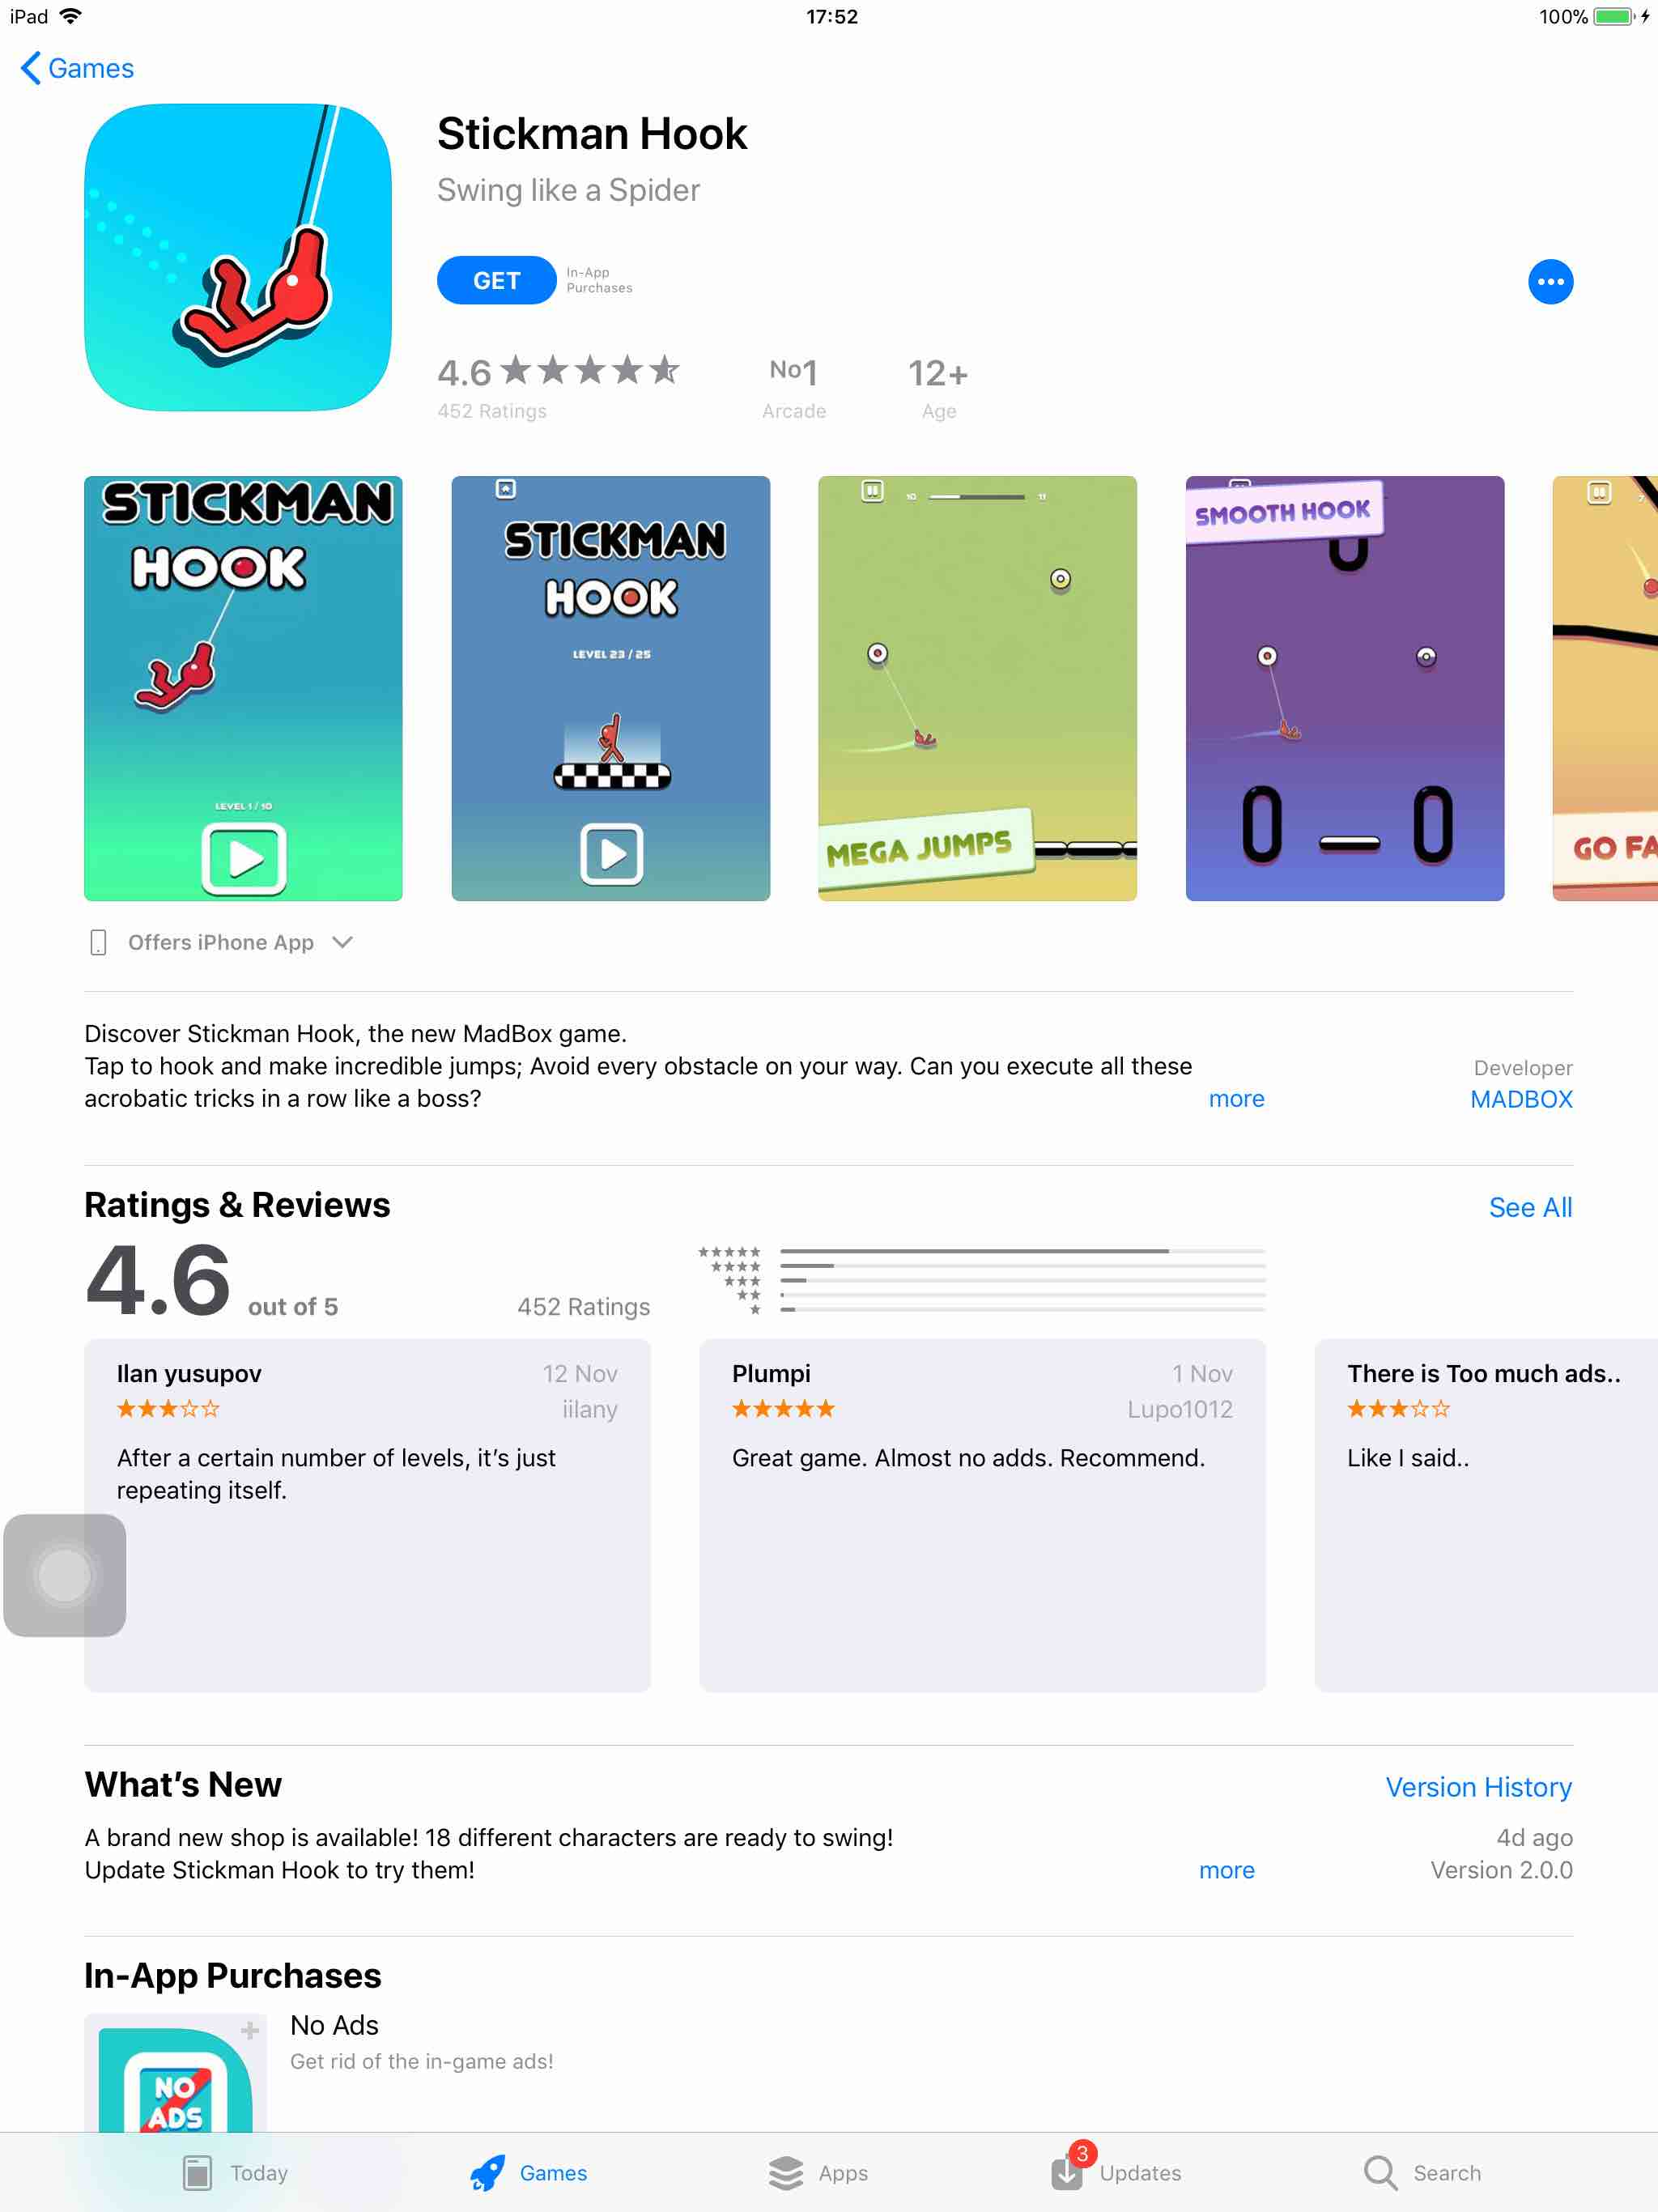 iPad 17:52 100%
Games
Stickman Hook
Swing like a Spider
GET In-App
Purchases
4.6 No1 12+
452 Ratings Arcade Age
STICKMAN
HOOK
LEVEL 1 / 10
STICKMAN
HOOK
LEVEL 23 / 25
10 11
MEGA JUMPS
SMOOTH HOOK
7
GO FA
Offers iPhone App
Discover Stickman Hook, the new MadBox game.
Tap to hook and make incredible jumps; Avoid every obstacle on your way. Can you execute all these
acrobatic tricks in a row like a boss? more
Developer
MADBOX
Ratings & Reviews See All
4.6 out of 5 452 Ratings
Ilan yusupov 12 Nov
iilany
After a certain number of levels, it’s just
repeating itself.
Plumpi 1 Nov
Lupo1012
Great game. Almost no adds. Recommend.
There is Too much ads..
Like I said..
What’s New Version History
A brand new shop is available! 18 different characters are ready to swing! 4d ago
Update Stickman Hook to try them! more Version 2.0.0
In-App Purchases
No Ads
Get rid of the in-game ads!
NO
ADS
Today Games Apps 3 Updates Search